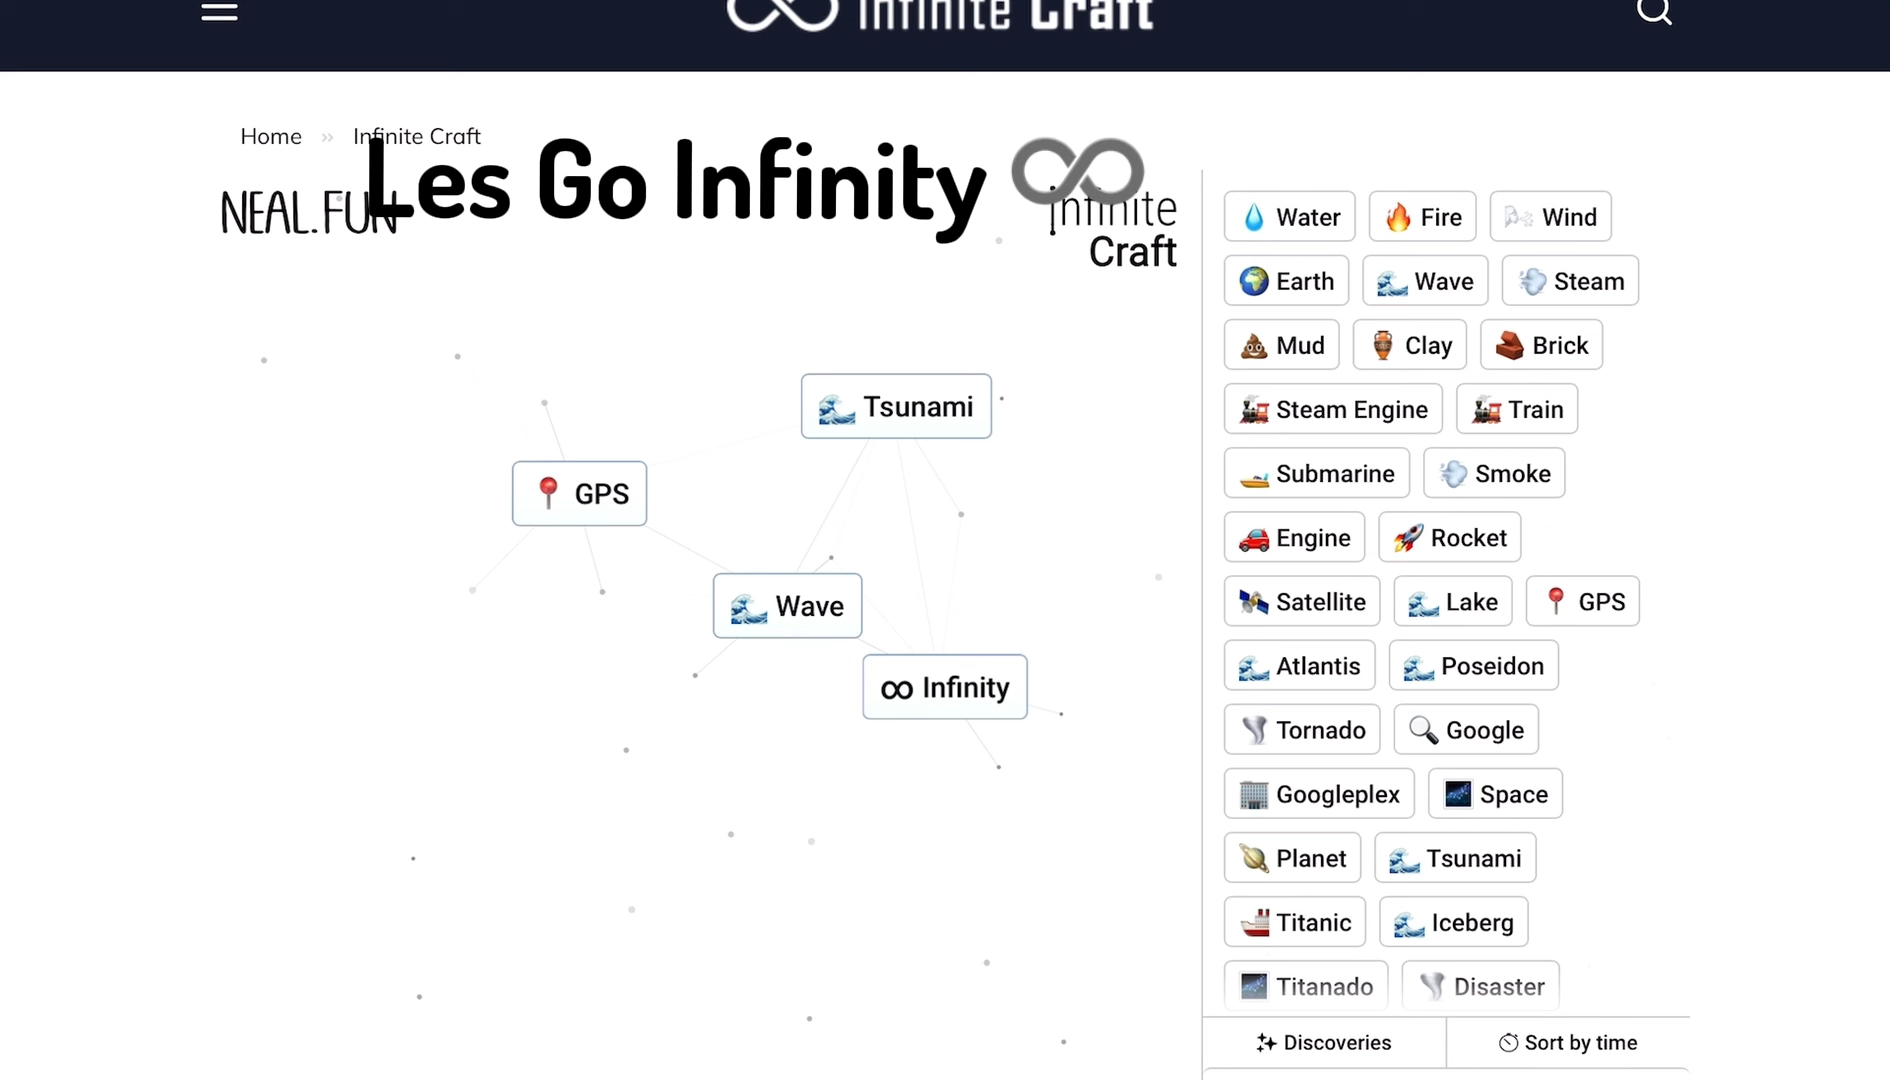 Infinite Craft
Home » Infinite Craft
Les Go Infinity
NEAL.FUN
Infinite
Craft
Water Fire Wind
Earth Wave Steam
Mud Clay Brick
Steam Engine Train
Submarine Smoke
Engine Rocket
Satellite Lake GPS
Atlantis Poseidon
Tornado Google
Googleplex Space
Planet Tsunami
Titanic Iceberg
Titanado Disaster
Tsunami
GPS
Wave
∞ Infinity
Discoveries Sort by time